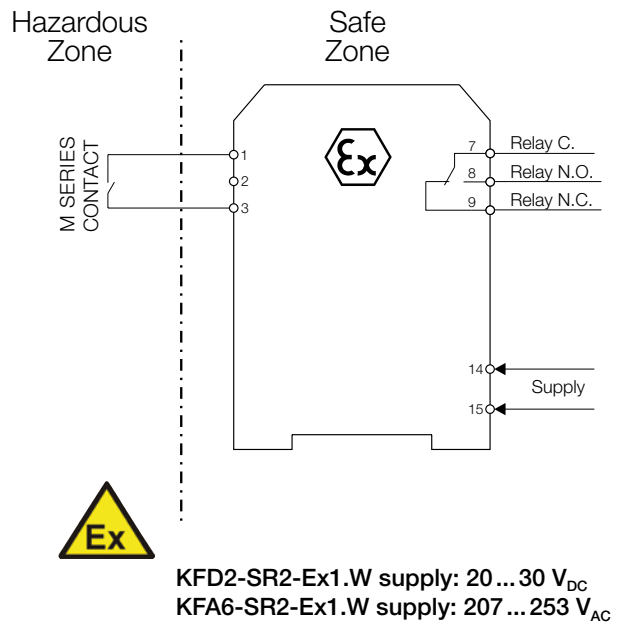 Hazardous
Zone
Safe
Zone
M SERIES
CONTACT
1
2
3
Ex
7
Relay C.
8
Relay N.O.
9
Relay N.C.
14
Supply
15
Ex
KFD2-SR2-Ex1.W supply: 20...30 VDC
KFA6-SR2-Ex1.W supply: 207...253 VAC